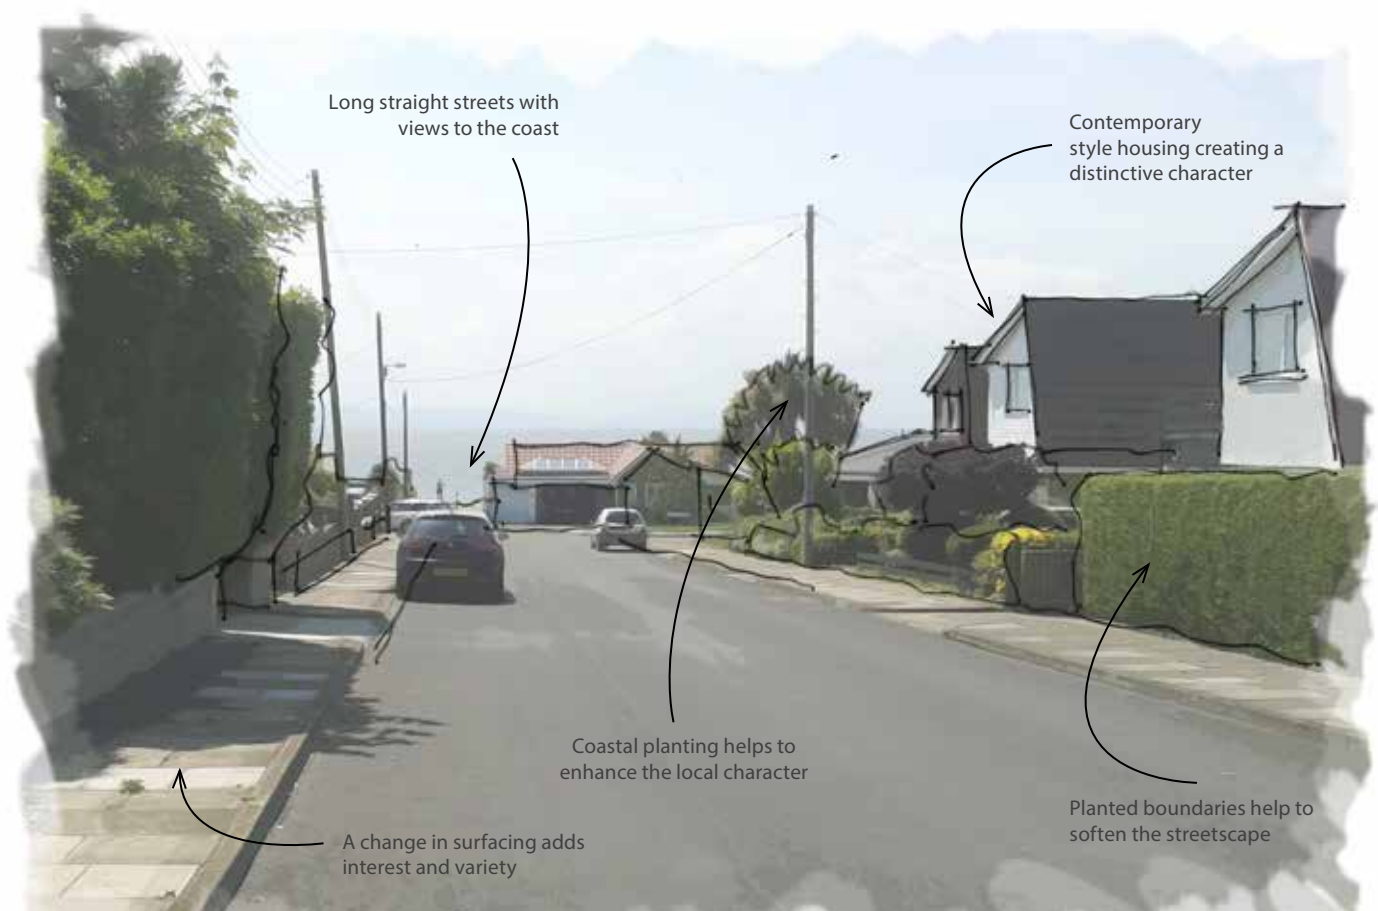 Long straight streets with
views to the coast
Contemporary
style housing creating a
distinctive character
Coastal planting helps to
enhance the local character
Planted boundaries help to
soften the streetscape
A change in surfacing adds
interest and variety